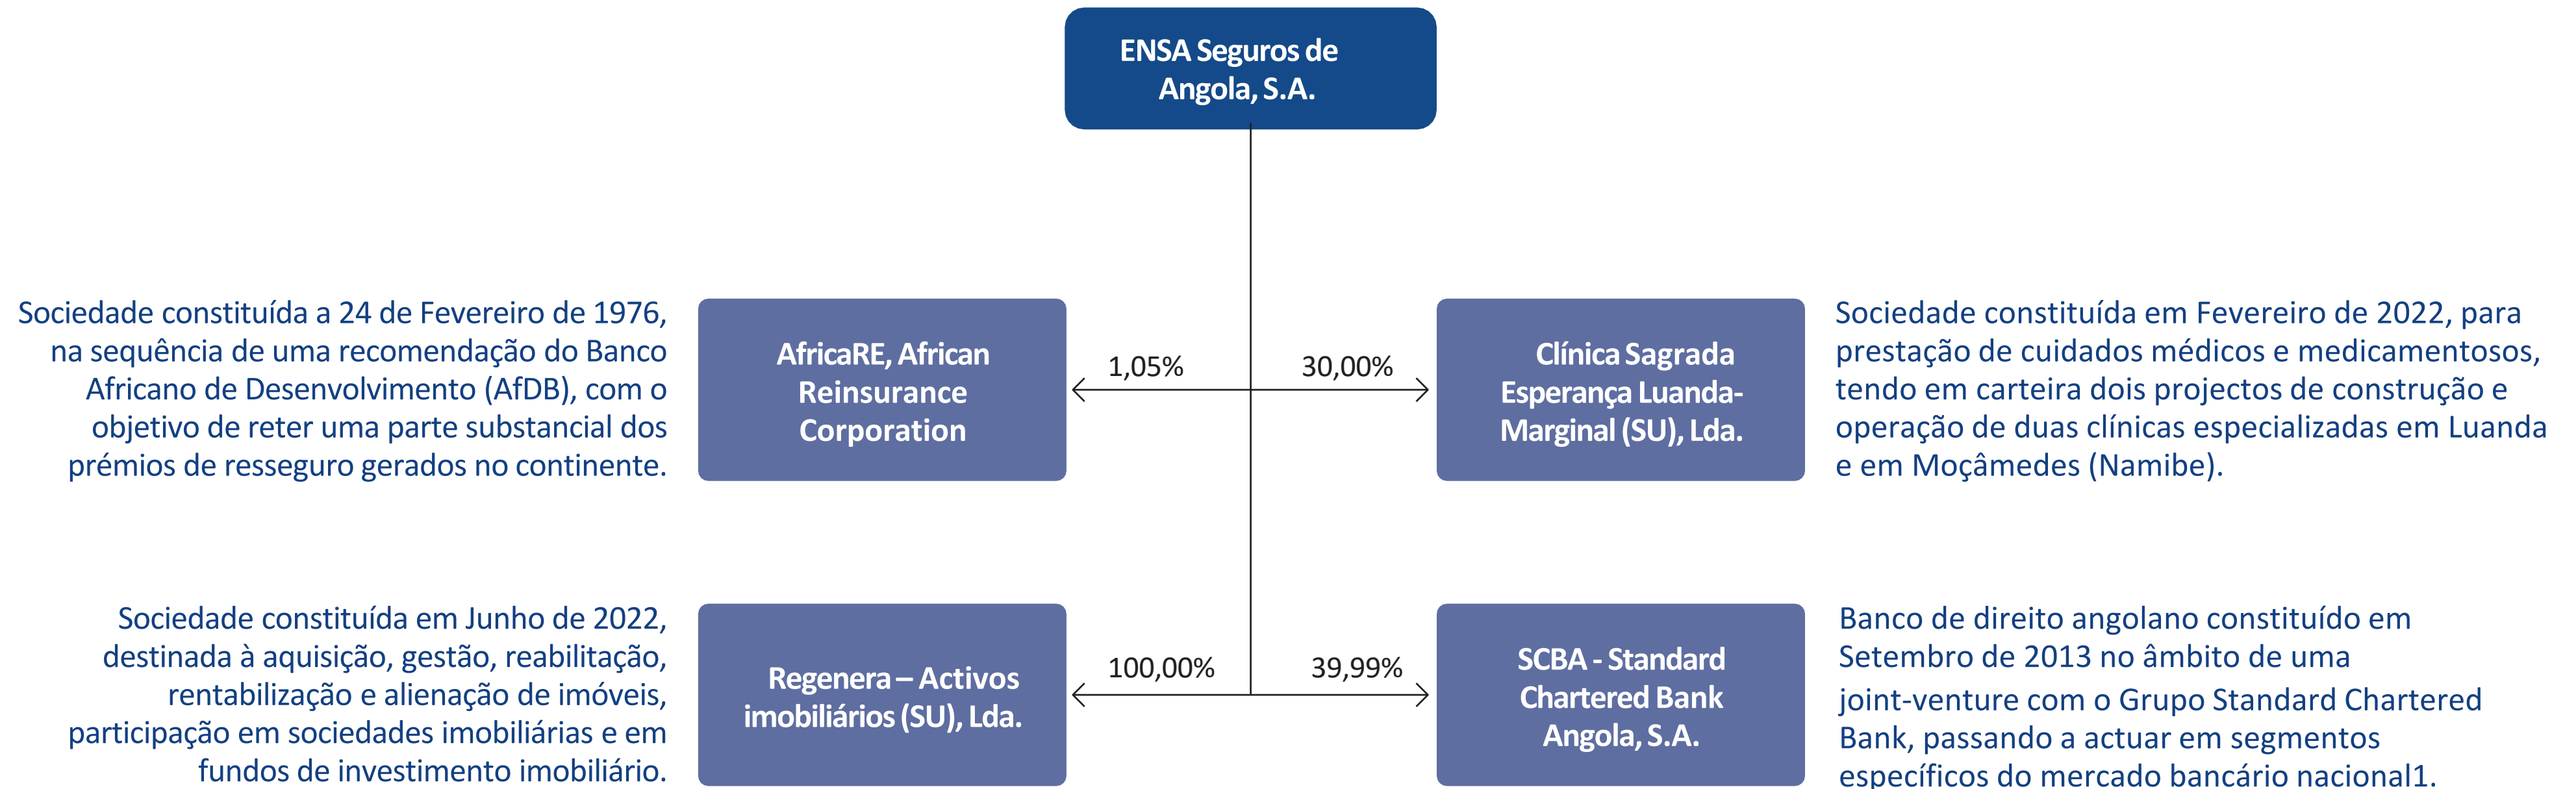 ENSA Seguros de
Angola, S.A.
Sociedade constituída a 24 de Fevereiro de 1976,
na sequência de uma recomendação do Banco
Africano de Desenvolvimento (AfDB), com o
objetivo de reter uma parte substancial dos
prémios de resseguro gerados no continente.
AfricaRE, African
Reinsurance
Corporation
1,05%
30,00%
Clínica Sagrada
Esperança Luanda-
Marginal (SU), Lda.
Sociedade constituída em Fevereiro de 2022, para
prestação de cuidados médicos e medicamentosos,
tendo em carteira dois projectos de construção e
operação de duas clínicas especializadas em Luanda
e em Moçâmedes (Namibe).
Sociedade constituída em Junho de 2022,
destinada à aquisição, gestão, reabilitação,
rentabilização e alienação de imóveis,
participação em sociedades imobiliárias e em
fundos de investimento imobiliário.
Regenera – Activos
imobiliários (SU), Lda.
100,00%
39,99%
SCBA - Standard
Chartered Bank
Angola, S.A.
Banco de direito angolano constituído em
Setembro de 2013 no âmbito de uma
joint-venture com o Grupo Standard Chartered
Bank, passando a actuar em segmentos
específicos do mercado bancário nacional1.